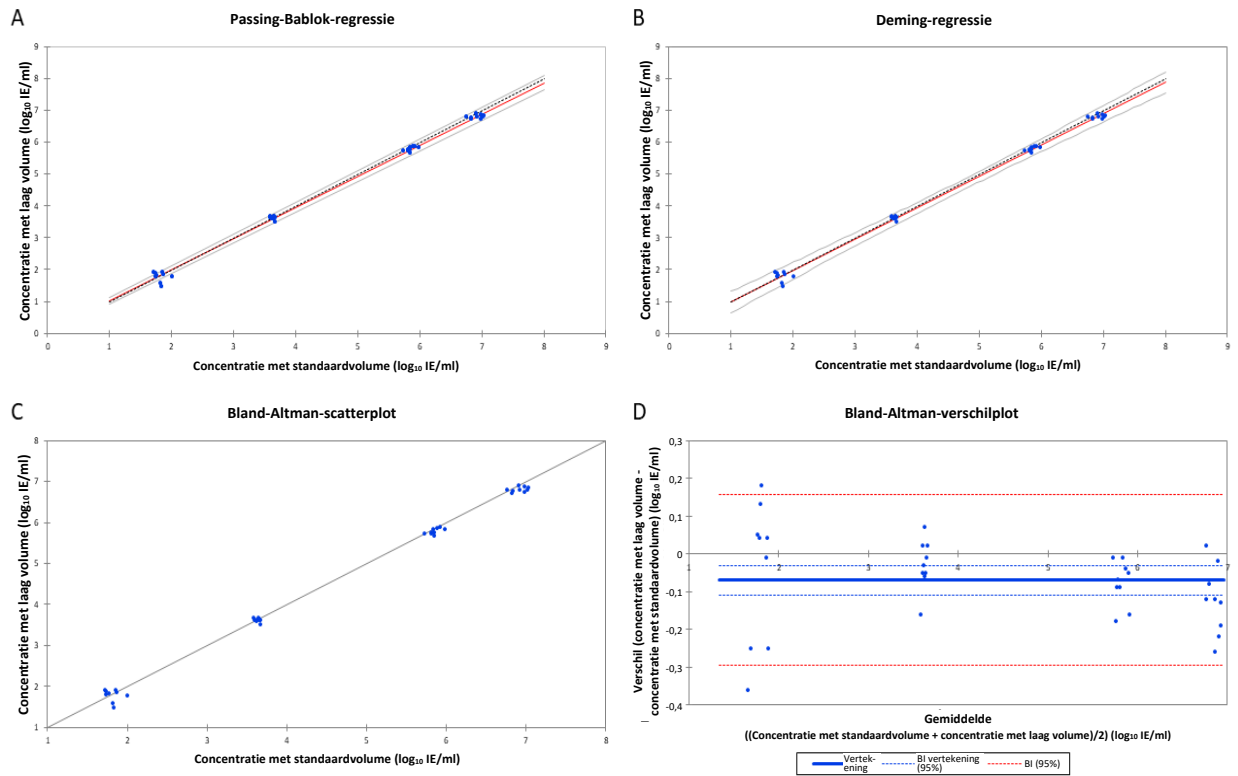 A
Passing-Bablok-regressie
Concentratie met laag volume (log₁₀ IE/ml)
9
8
7
6
5
4
3
2
1
0
0 1 2 3 4 5 6 7 8 9
Concentratie met standaardvolume (log₁₀ IE/ml)
B
Deming-regressie
Concentratie met laag volume (log₁₀ IE/ml)
9
8
7
6
5
4
3
2
1
0
0 1 2 3 4 5 6 7 8 9
Concentratie met standaardvolume (log₁₀ IE/ml)
C
Bland-Altman-scatterplot
Concentratie met laag volume (log₁₀ IE/ml)
8
7
6
5
4
3
2
1
1 2 3 4 5 6 7 8
Concentratie met standaardvolume (log₁₀ IE/ml)
D
Bland-Altman-verschilplot
Verschil (concentratie met laag volume -
concentratie met standaardvolume) (log₁₀ IE/ml)
0,3
0,2
0,1
0
-0,1
-0,2
-0,3
-0,4
1 2 3 4 5 6 7
Gemiddelde
((Concentratie met standaardvolume + concentratie met laag volume)/2) (log₁₀ IE/ml)
Vertek-
ening
BI vertekening
(95%)
BI (95%)